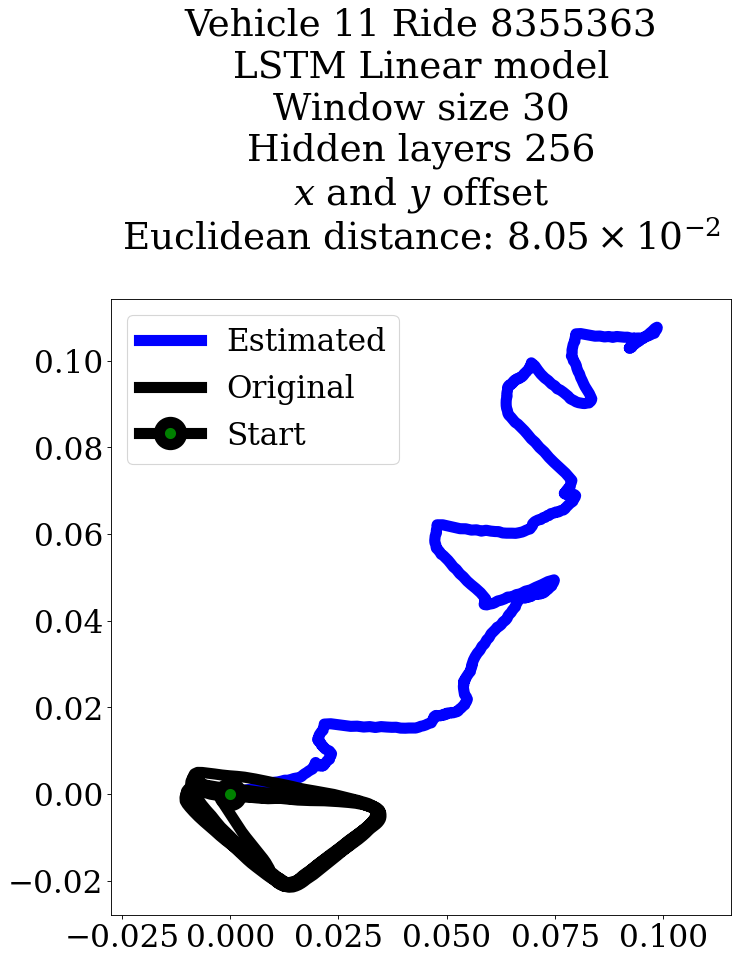 Vehicle 11 Ride 8355363
LSTM Linear model
Window size 30
Hidden layers 256
x and y offset
Euclidean distance: 8.05 × 10⁻²
Estimated
Original
Start
0.10
0.08
0.06
0.04
0.02
0.00
−0.02
−0.025 0.000 0.025 0.050 0.075 0.100